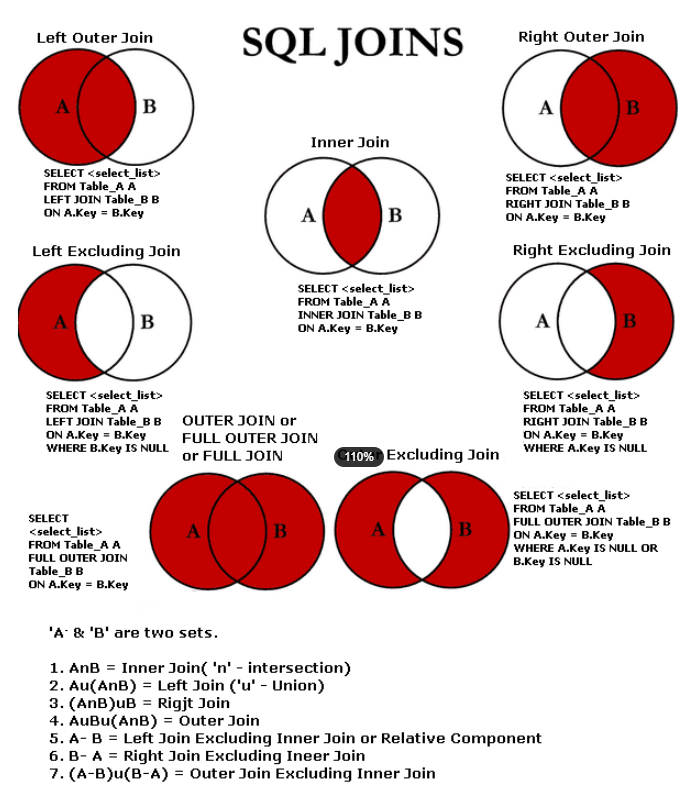 SQL JOINS
Left Outer Join
A B
SELECT <select_list>
FROM Table_A A
LEFT JOIN Table_B B
ON A.Key = B.Key
Right Outer Join
A B
SELECT <select_list>
FROM Table_A A
RIGHT JOIN Table_B B
ON A.Key = B.Key
Inner Join
A B
SELECT <select_list>
FROM Table_A A
INNER JOIN Table_B B
ON A.Key = B.Key
Left Excluding Join
A B
SELECT <select_list>
FROM Table_A A
LEFT JOIN Table_B B
ON A.Key = B.Key
WHERE B.Key IS NULL
Right Excluding Join
A B
SELECT <select_list>
FROM Table_A A
RIGHT JOIN Table_B B
ON A.Key = B.Key
WHERE A.Key IS NULL
OUTER JOIN or
FULL OUTER JOIN
or FULL JOIN
A B
SELECT
<select_list>
FROM Table_A A
FULL OUTER JOIN
Table_B B
ON A.Key = B.Key
110%
Excluding Join
A B
SELECT <select_list>
FROM Table_A A
FULL OUTER JOIN Table_B B
ON A.Key = B.Key
WHERE A.Key IS NULL OR
B.Key IS NULL
'A' & 'B' are two sets.
1. AnB = Inner Join( 'n' - intersection)
2. Au(AnB) = Left Join ('u' - Union)
3. (AnB)uB = Rigjt Join
4. AuBu(AnB) = Outer Join
5. A- B = Left Join Excluding Inner Join or Relative Component
6. B- A = Right Join Excluding Ineer Join
7. (A-B)u(B-A) = Outer Join Excluding Inner Join